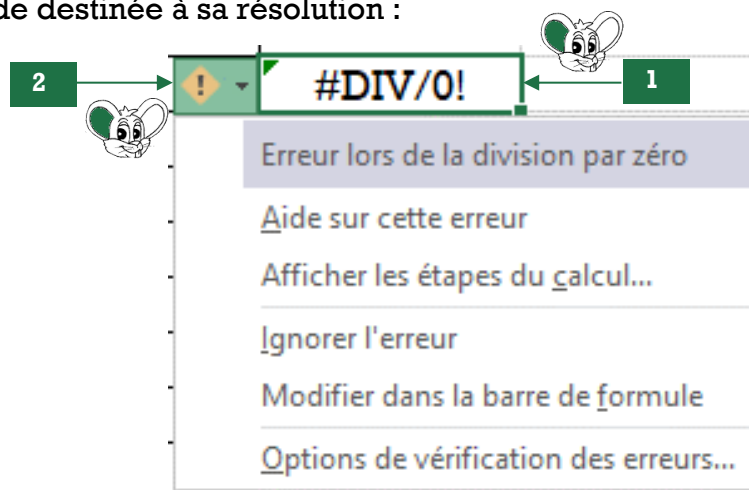 de destinée à sa résolution :
2
! #DIV/0!
1
Erreur lors de la division par zéro
Aide sur cette erreur
Afficher les étapes du calcul...
Ignorer l'erreur
Modifier dans la barre de formule
Options de vérification des erreurs...